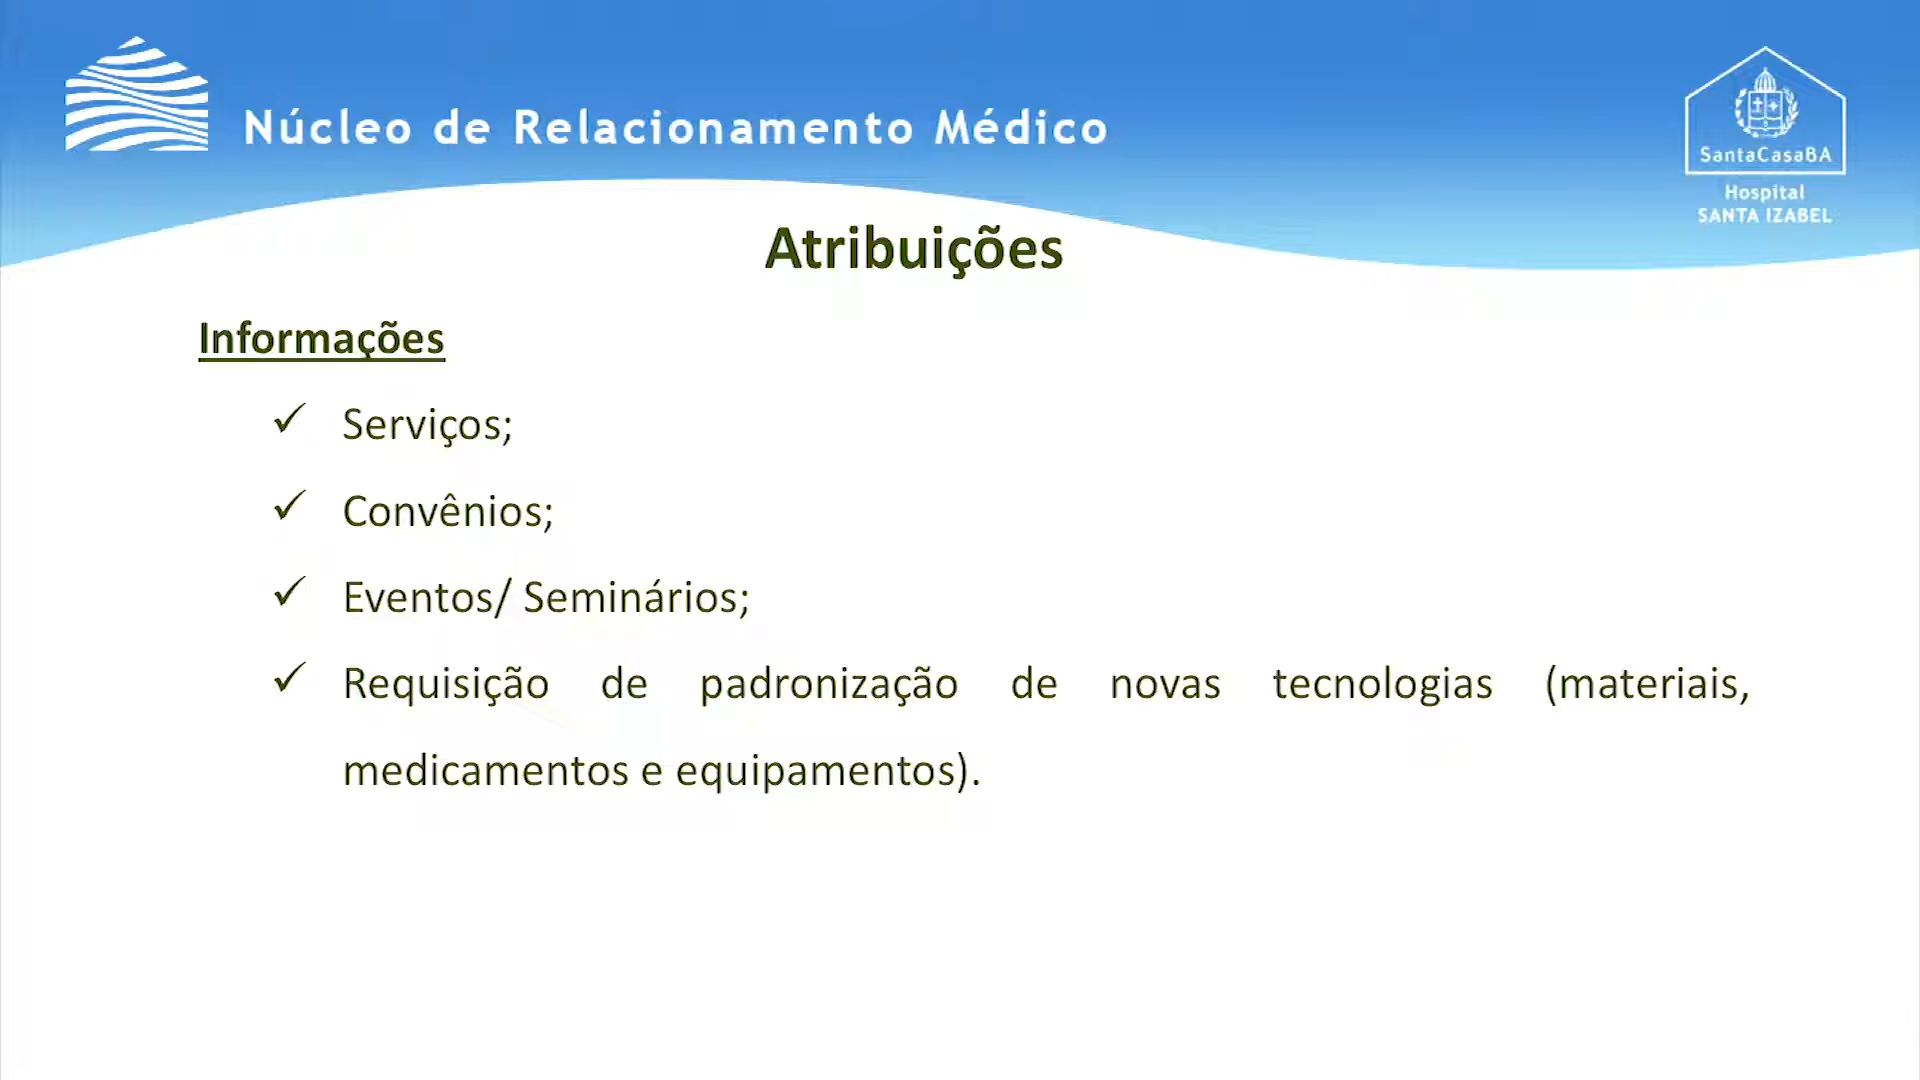 Núcleo de Relacionamento Médico
SantaCasaBA
Hospital
SANTA IZABEL
Atribuições
Informações
✓ Serviços;
✓ Convênios;
✓ Eventos/ Seminários;
✓ Requisição de padronização de novas tecnologias (materiais,
medicamentos e equipamentos).